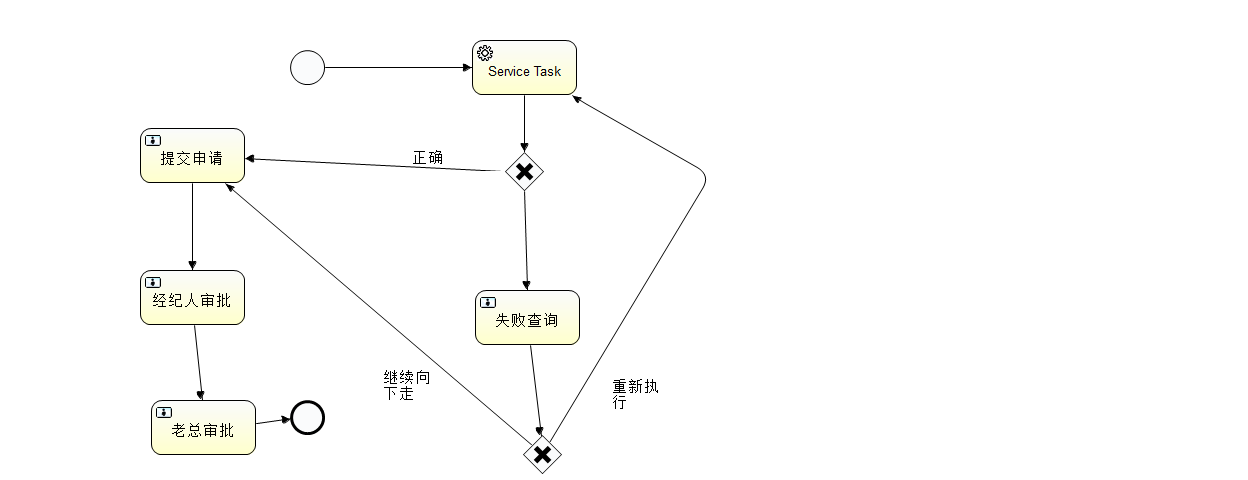 Service Task
正确
提交申请
经纪人审批
失败查询
继续向
下走
重新执
行
老总审批